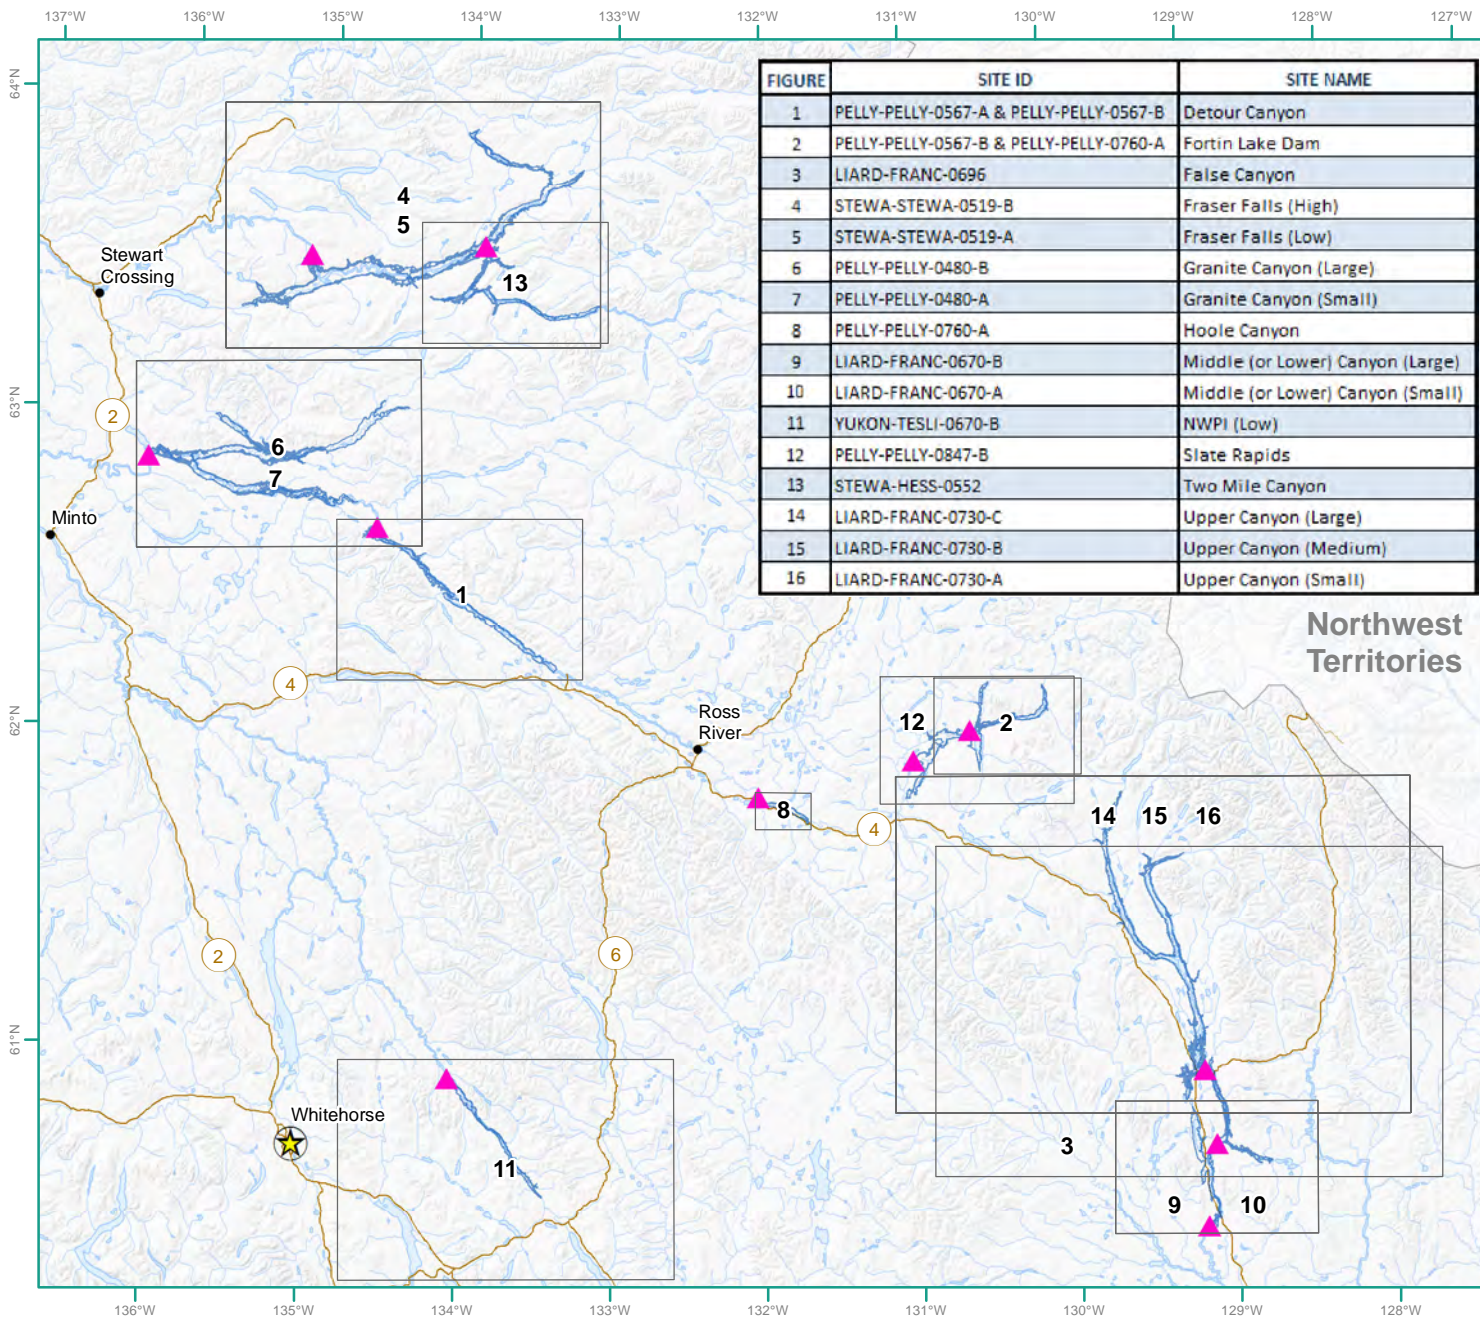 137°W 136°W 135°W 134°W 133°W 132°W 131°W 130°W 129°W 128°W 127°W
64°N
63°N
62°N
61°N
FIGURE SITE ID SITE NAME
1 PELLY-PELLY-0567-A & PELLY-PELLY-0567-B Detour Canyon
2 PELLY-PELLY-0567-B & PELLY-PELLY-0760-A Fortin Lake Dam
3 LIARD-FRANC-0696 False Canyon
4 STEWA-STEWA-0519-B Fraser Falls (High)
5 STEWA-STEWA-0519-A Fraser Falls (Low)
6 PELLY-PELLY-0480-B Granite Canyon (Large)
7 PELLY-PELLY-0480-A Granite Canyon (Small)
8 PELLY-PELLY-0760-A Hoole Canyon
9 LIARD-FRANC-0670-B Middle (or Lower) Canyon (Large)
10 LIARD-FRANC-0670-A Middle (or Lower) Canyon (Small)
11 YUKON-TESLI-0670-B NWPI (Low)
12 PELLY-PELLY-0847-B Slate Rapids
13 STEWA-HESS-0552 Two Mile Canyon
14 LIARD-FRANC-0730-C Upper Canyon (Large)
15 LIARD-FRANC-0730-B Upper Canyon (Medium)
16 LIARD-FRANC-0730-A Upper Canyon (Small)
4
5
13
Stewart
Crossing
2
6
7
Minto
1
Northwest
Territories
4
Ross
River
12 2
8
4
14 15 16
2
6
Whitehorse
11
3
9 10
136°W 135°W 134°W 133°W 132°W 131°W 130°W 129°W 128°W